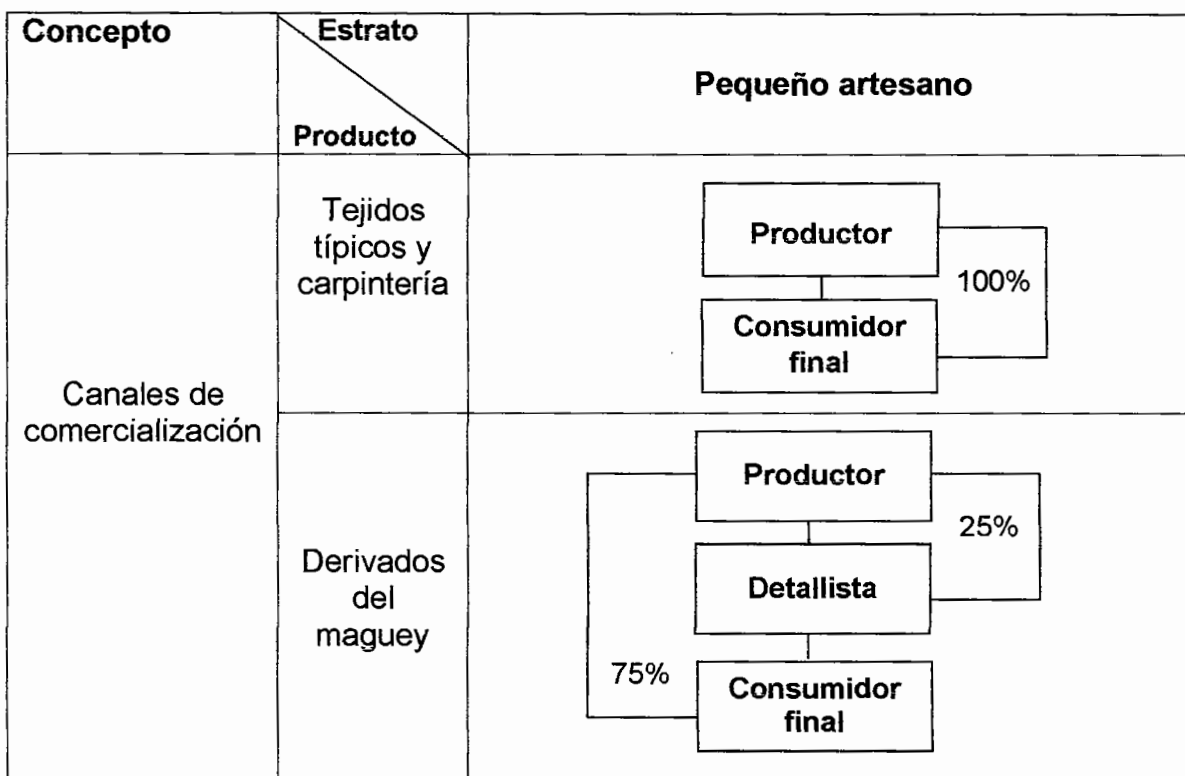 Concepto
Estrato
Producto
Pequeño artesano
Canales de
comercialización
Tejidos
típicos y
carpintería
Productor
100%
Consumidor
final
Derivados
del
maguey
Productor
25%
Detallista
75%
Consumidor
final